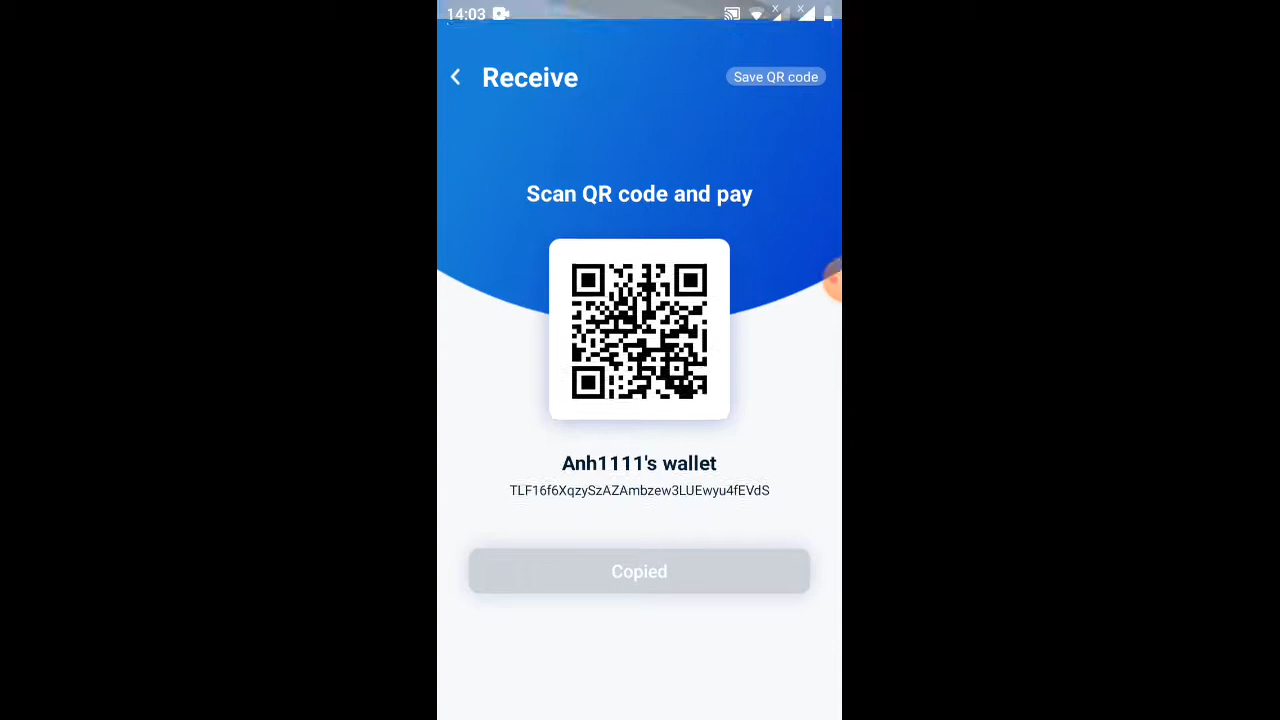 14:03
Receive
Save QR code
Scan QR code and pay
Anh1111's wallet
TLF16f6XqzySzAZAmbzew3LUEwyu4fEVdS
Copied